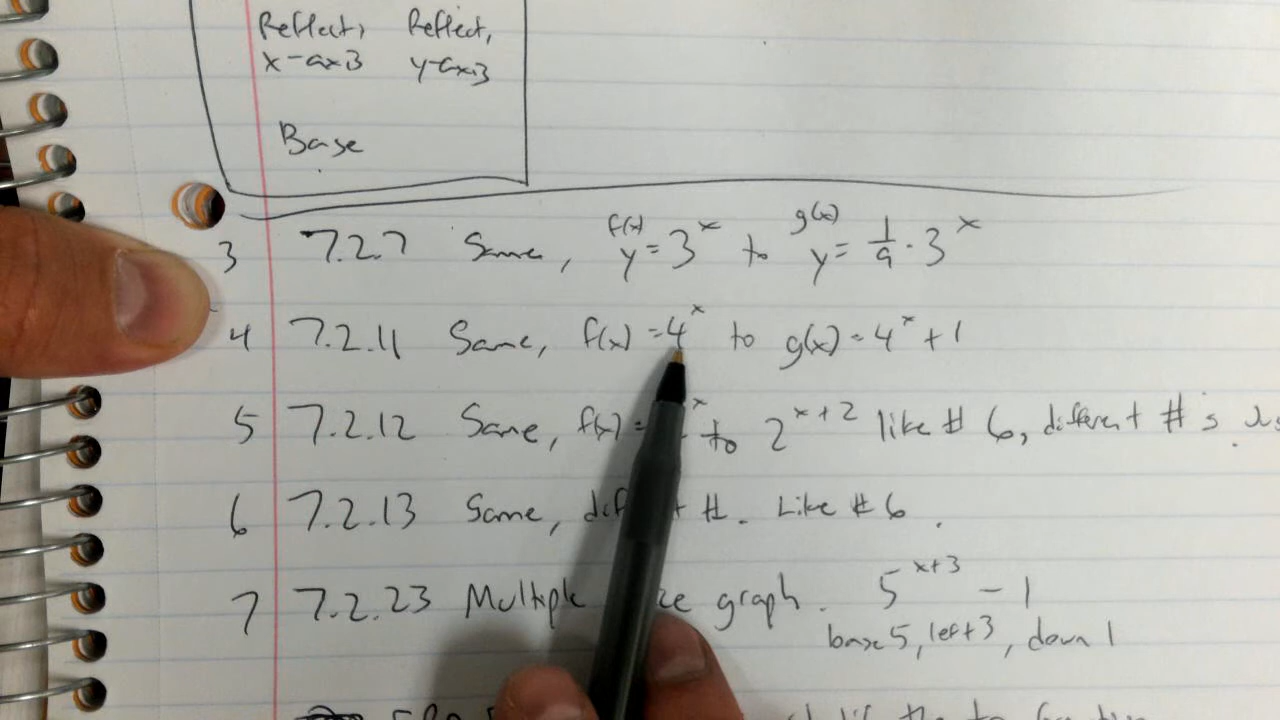 Reflect, Reflect,
x-axis y-axis
Base
3 7.2.7 Same, f(x) y = 3^x to g(x) y = 1/9 · 3^x
4 7.2.11 Same, f(x) = 4^x to g(x) = 4^x + 1
5 7.2.12 Same, f(x) = ^x to 2^(x+2) like # 6, different #'s
6 7.2.13 Same, #. Like # 6.
7 7.2.23 Multiple graph. 5^(x+3) - 1
base 5, left 3, down 1